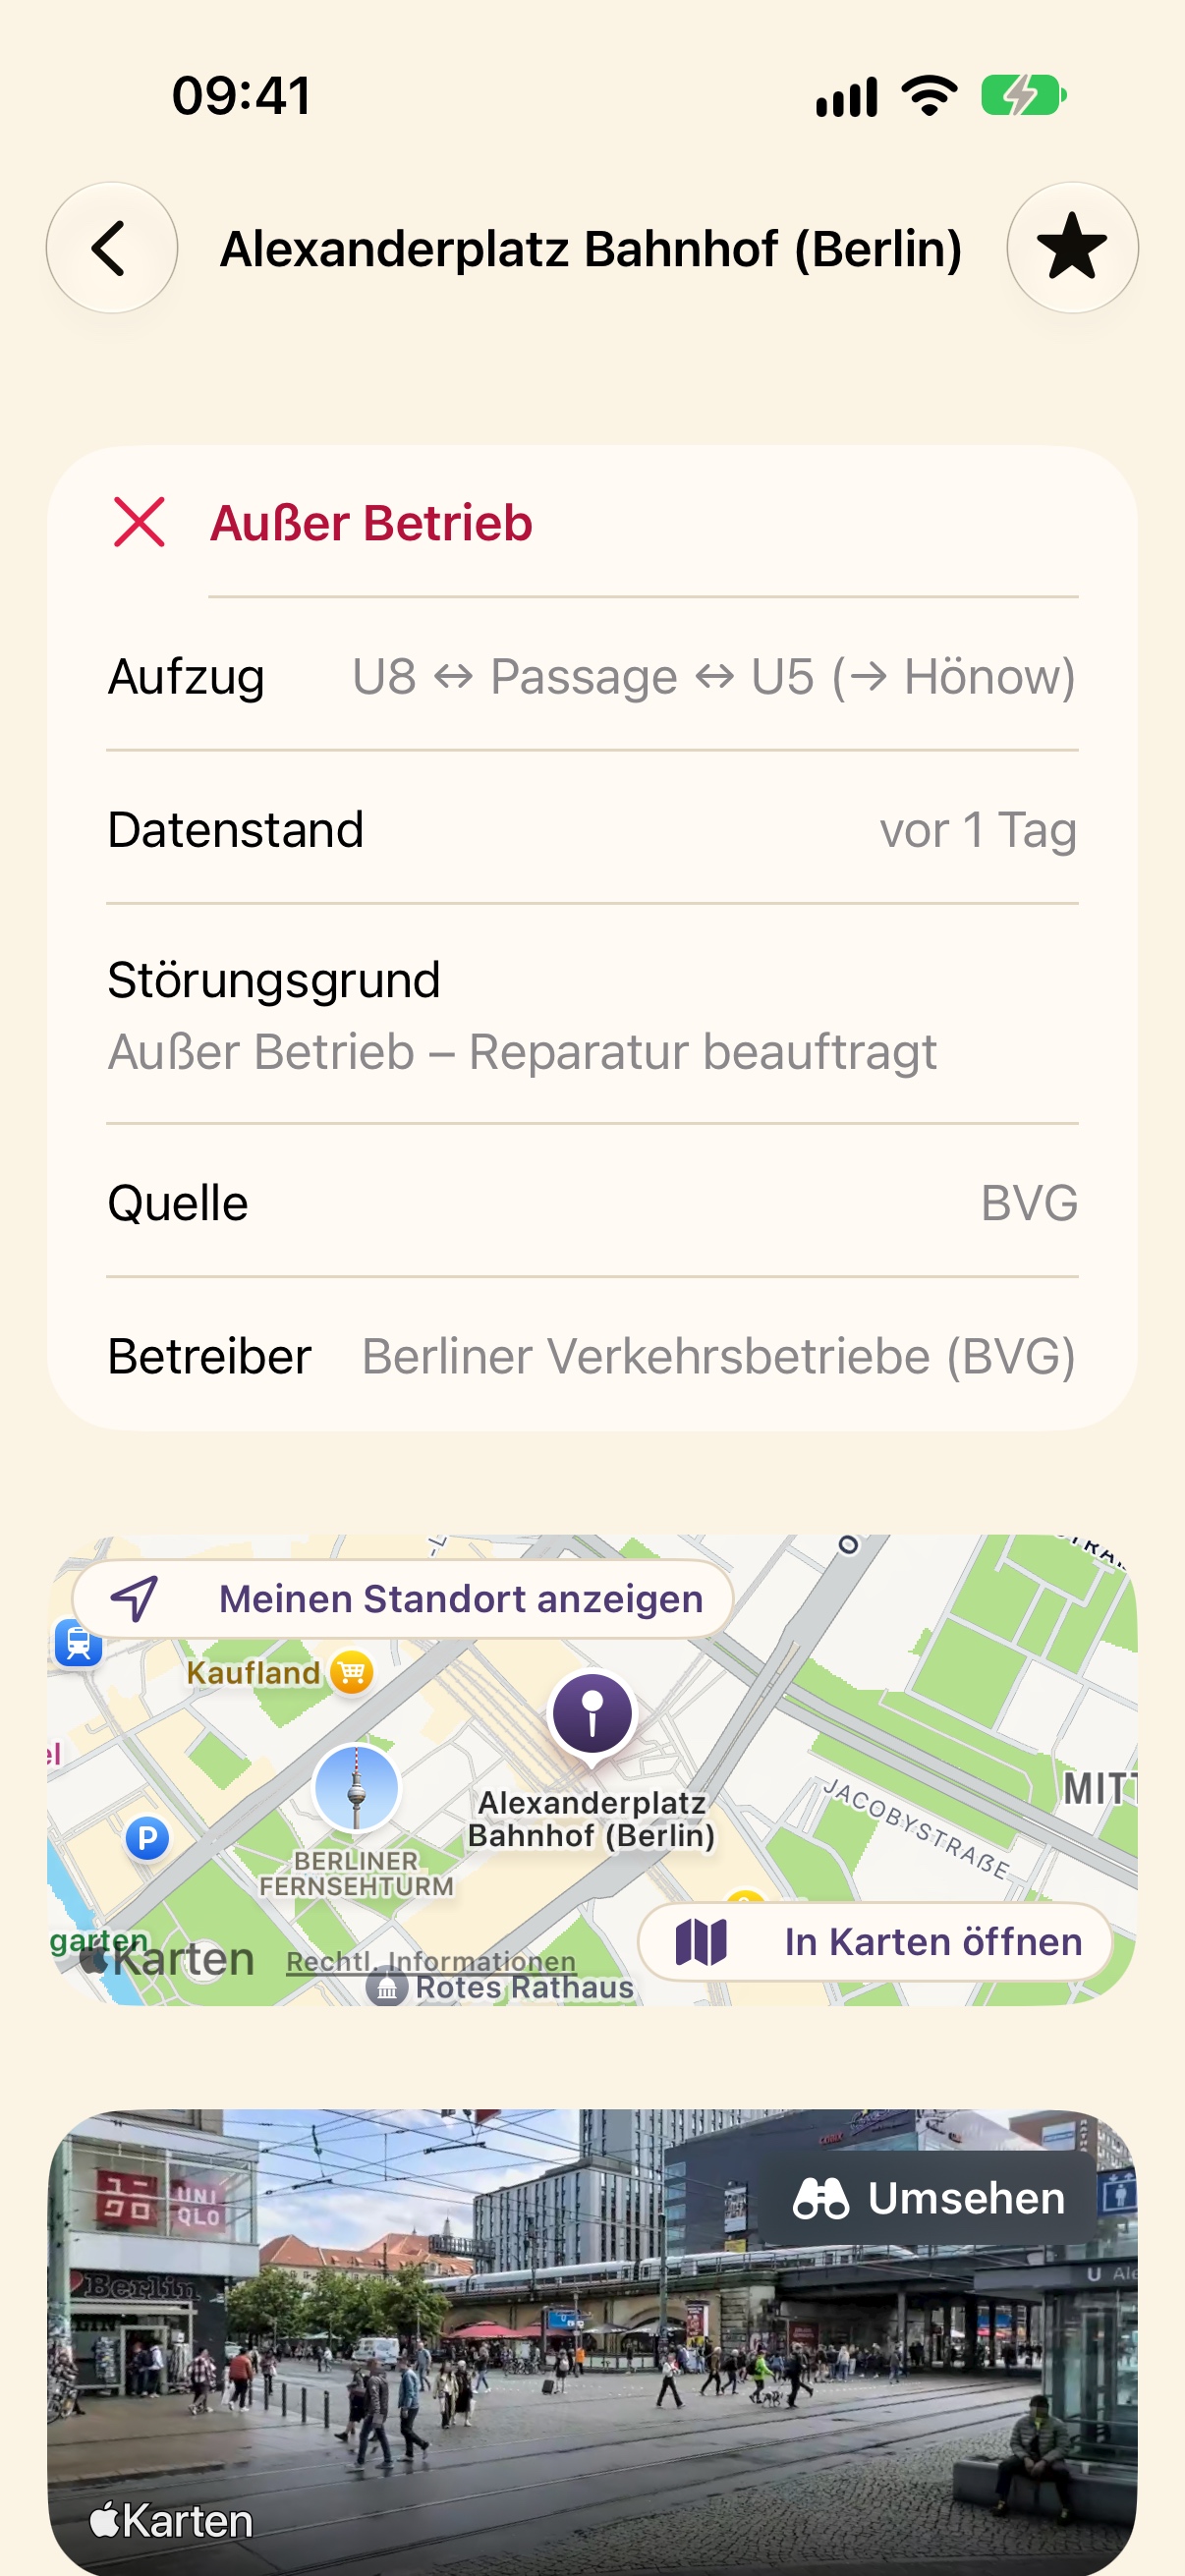 09:41
Alexanderplatz Bahnhof (Berlin)
Außer Betrieb
Aufzug U8 ↔ Passage ↔ U5 (→ Hönow)
Datenstand vor 1 Tag
Störungsgrund
Außer Betrieb – Reparatur beauftragt
Quelle BVG
Betreiber Berliner Verkehrsbetriebe (BVG)
Meinen Standort anzeigen
Kaufland
Alexanderplatz
Bahnhof (Berlin)
MITT
JACOBYSTRAßE
P
BERLINER
FERNSEHTURM
garten
Karten
Rechtl. Informationen
Rotes Rathaus
In Karten öffnen
Umsehen
UNI
QLO
Berlin
U Ale
Karten